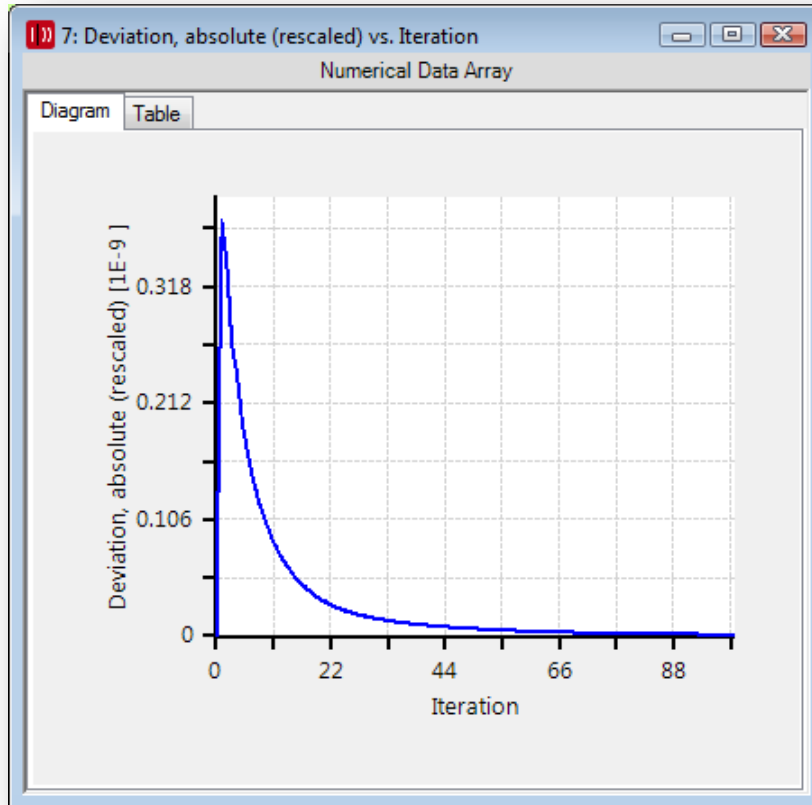 7: Deviation, absolute (rescaled) vs. Iteration
Numerical Data Array
Diagram
Table
Deviation, absolute (rescaled) [1E-9 ]
0.318
0.212
0.106
0
0 22 44 66 88
Iteration